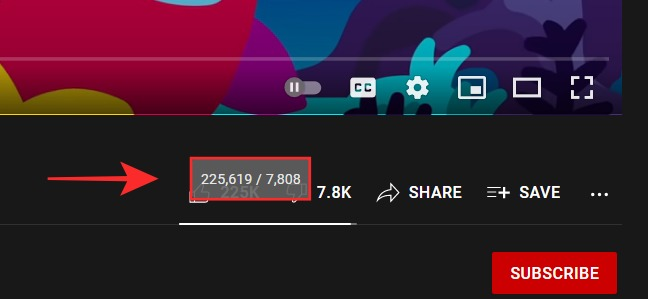 CC
225,619 / 7,808
225K 7.8K SHARE SAVE
SUBSCRIBE